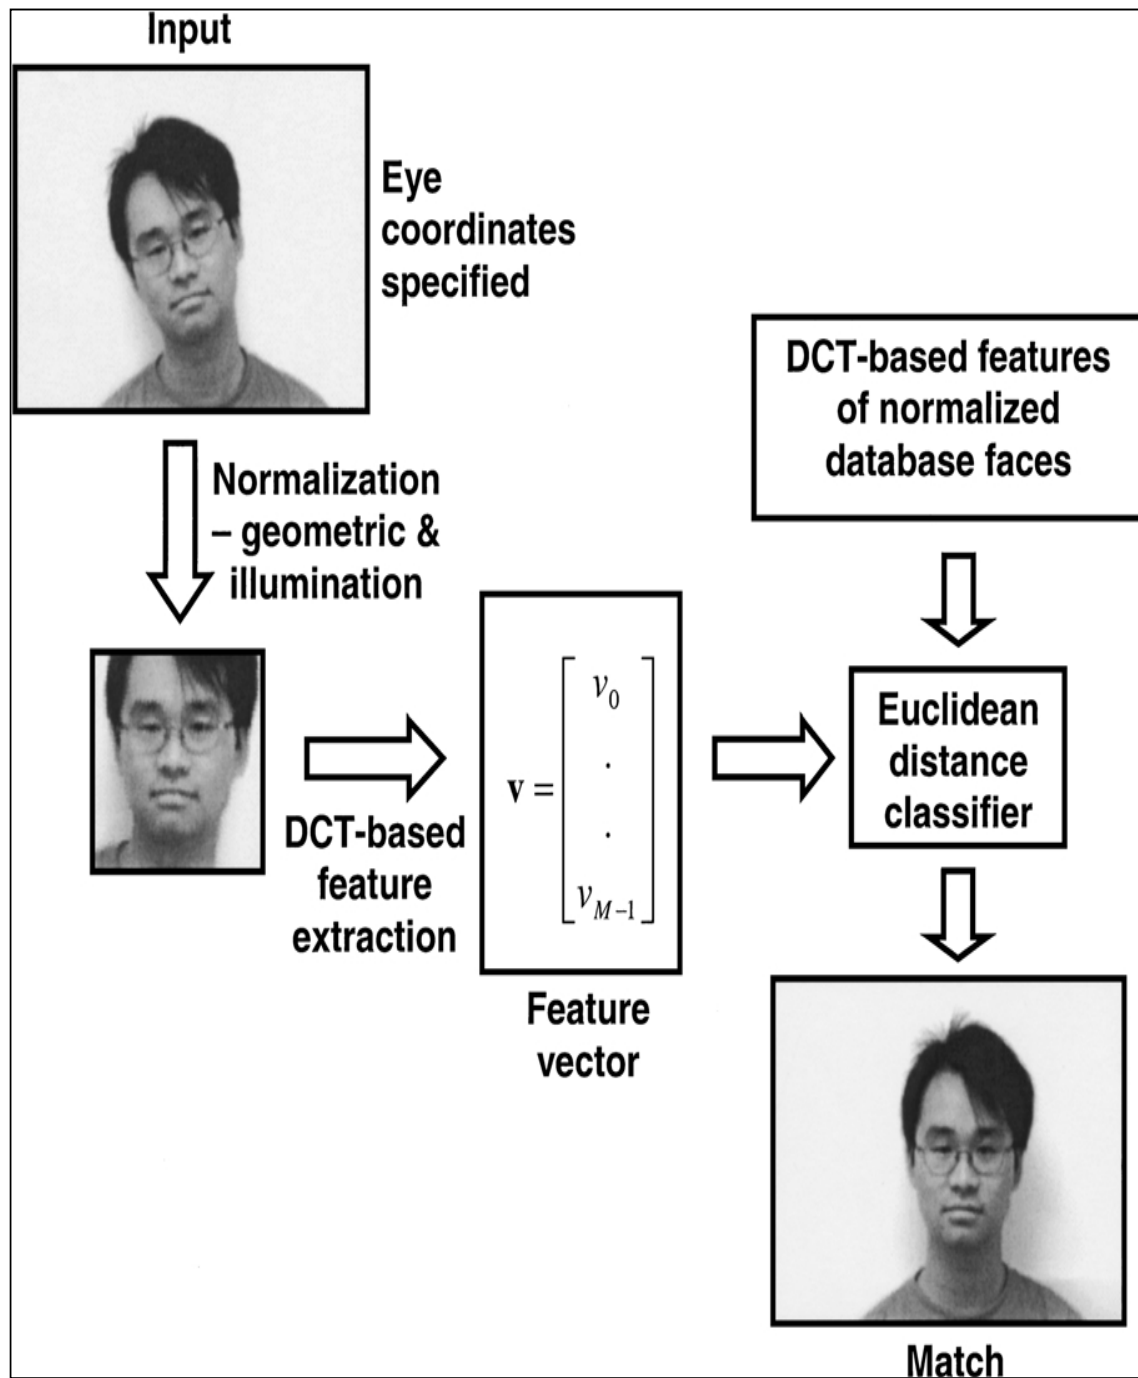 Input
Eye
coordinates
specified
Normalization
– geometric &
illumination
DCT-based features
of normalized
database faces
v = [ v0
.
.
vM−1 ]
Euclidean
distance
classifier
DCT-based
feature
extraction
Feature
vector
Match